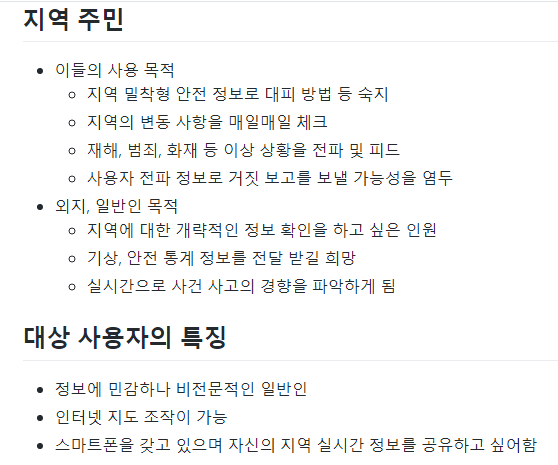 지역 주민
이들의 사용 목적
지역 밀착형 안전 정보로 대피 방법 등 숙지
지역의 변동 사항을 매일매일 체크
재해, 범죄, 화재 등 이상 상황을 전파 및 피드
사용자 전파 정보로 거짓 보고를 보낼 가능성을 염두
외지, 일반인 목적
지역에 대한 개략적인 정보 확인을 하고 싶은 인원
기상, 안전 통계 정보를 전달 받길 희망
실시간으로 사건 사고의 경향을 파악하게 됨
대상 사용자의 특징
정보에 민감하나 비전문적인 일반인
인터넷 지도 조작이 가능
스마트폰을 갖고 있으며 자신의 지역 실시간 정보를 공유하고 싶어함